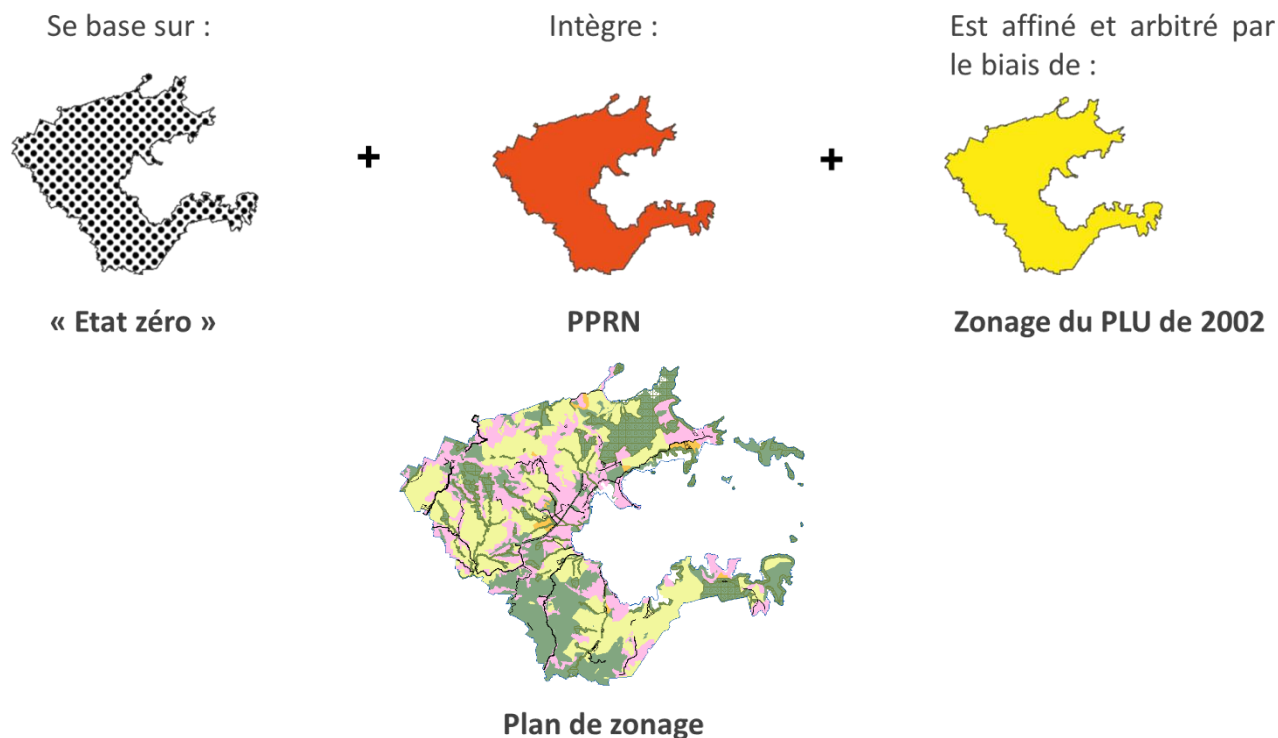 Se base sur :
Intègre :
Est affiné et arbitré par
le biais de :
+
+
« Etat zéro »
PPRN
Zonage du PLU de 2002
Plan de zonage